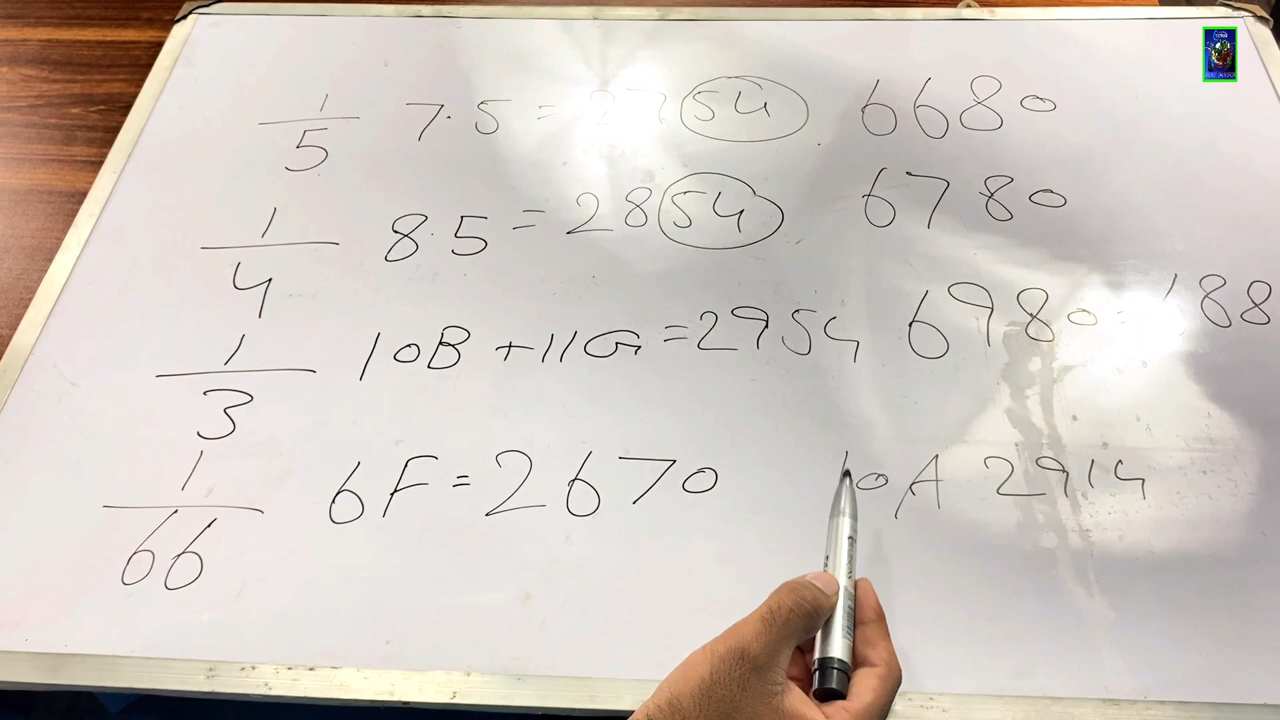 1/5 7.5 = 2754 6680
1/4 8.5 = 2854 6780
1/3 10B + 11G = 2954 6980 188
1/66 6F = 2670 10A 2914